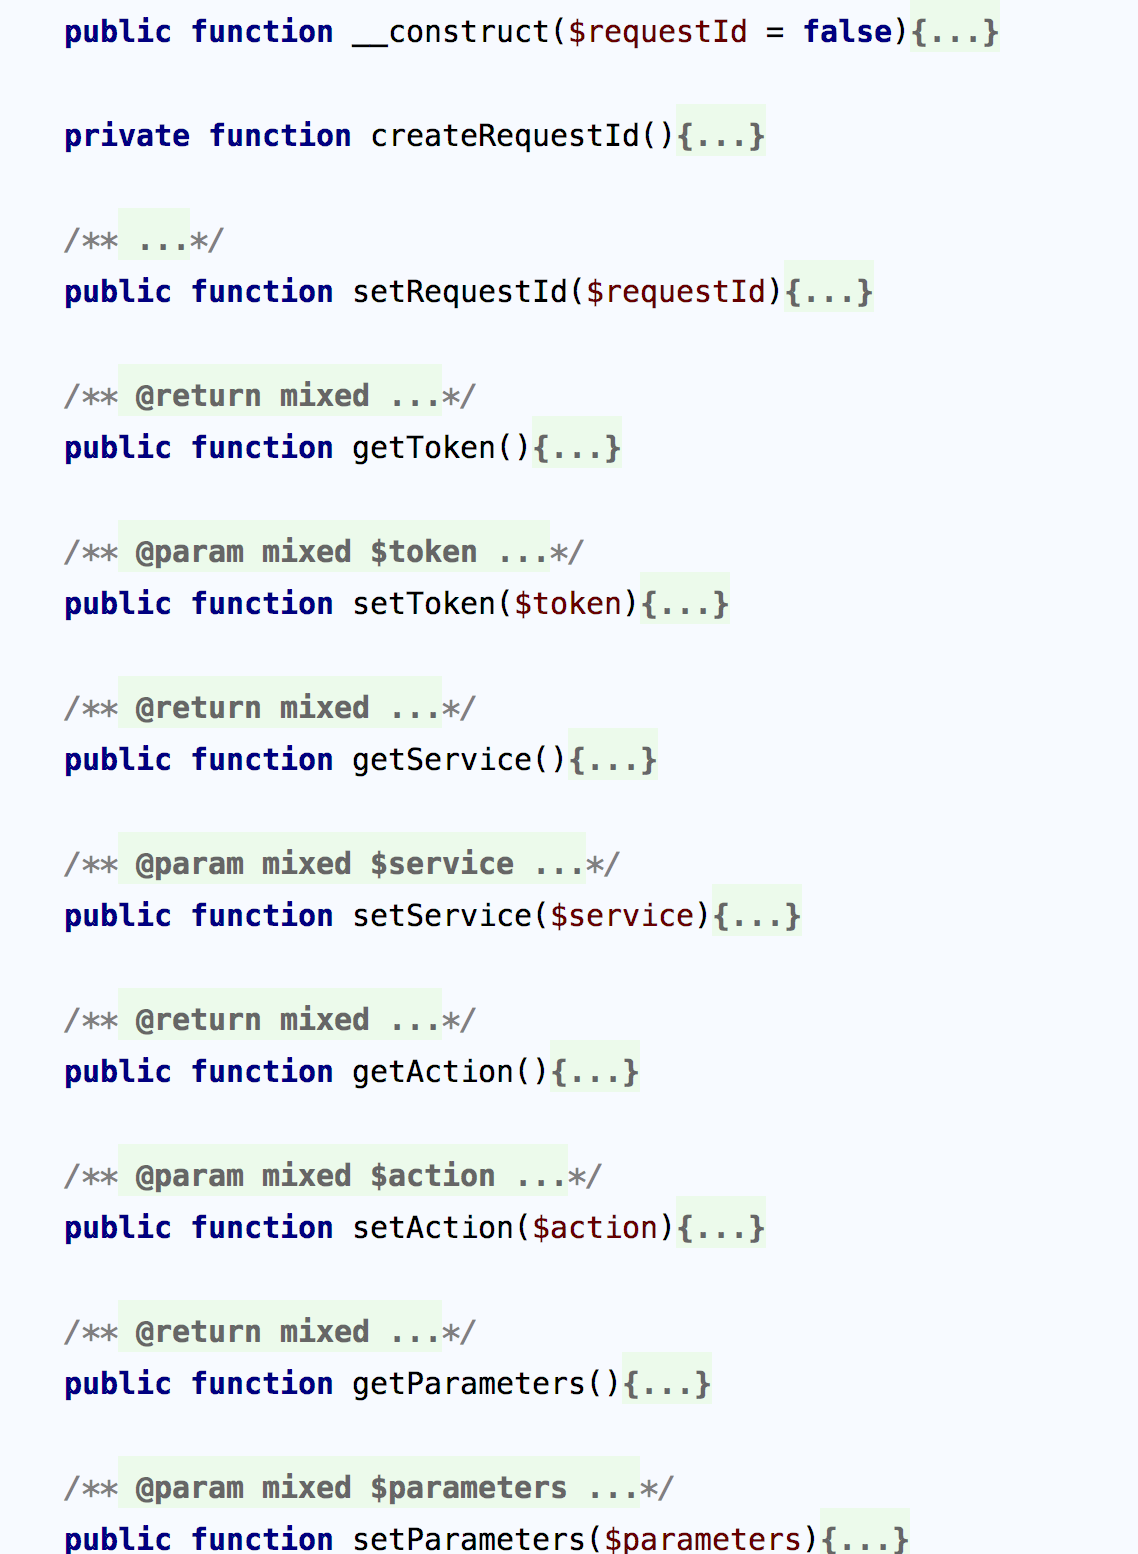 public function __construct($requestId = false){...}
private function createRequestId(){...}
/** ...*/
public function setRequestId($requestId){...}
/** @return mixed ...*/
public function getToken(){...}
/** @param mixed $token ...*/
public function setToken($token){...}
/** @return mixed ...*/
public function getService(){...}
/** @param mixed $service ...*/
public function setService($service){...}
/** @return mixed ...*/
public function getAction(){...}
/** @param mixed $action ...*/
public function setAction($action){...}
/** @return mixed ...*/
public function getParameters(){...}
/** @param mixed $parameters ...*/
public function setParameters($parameters){...}